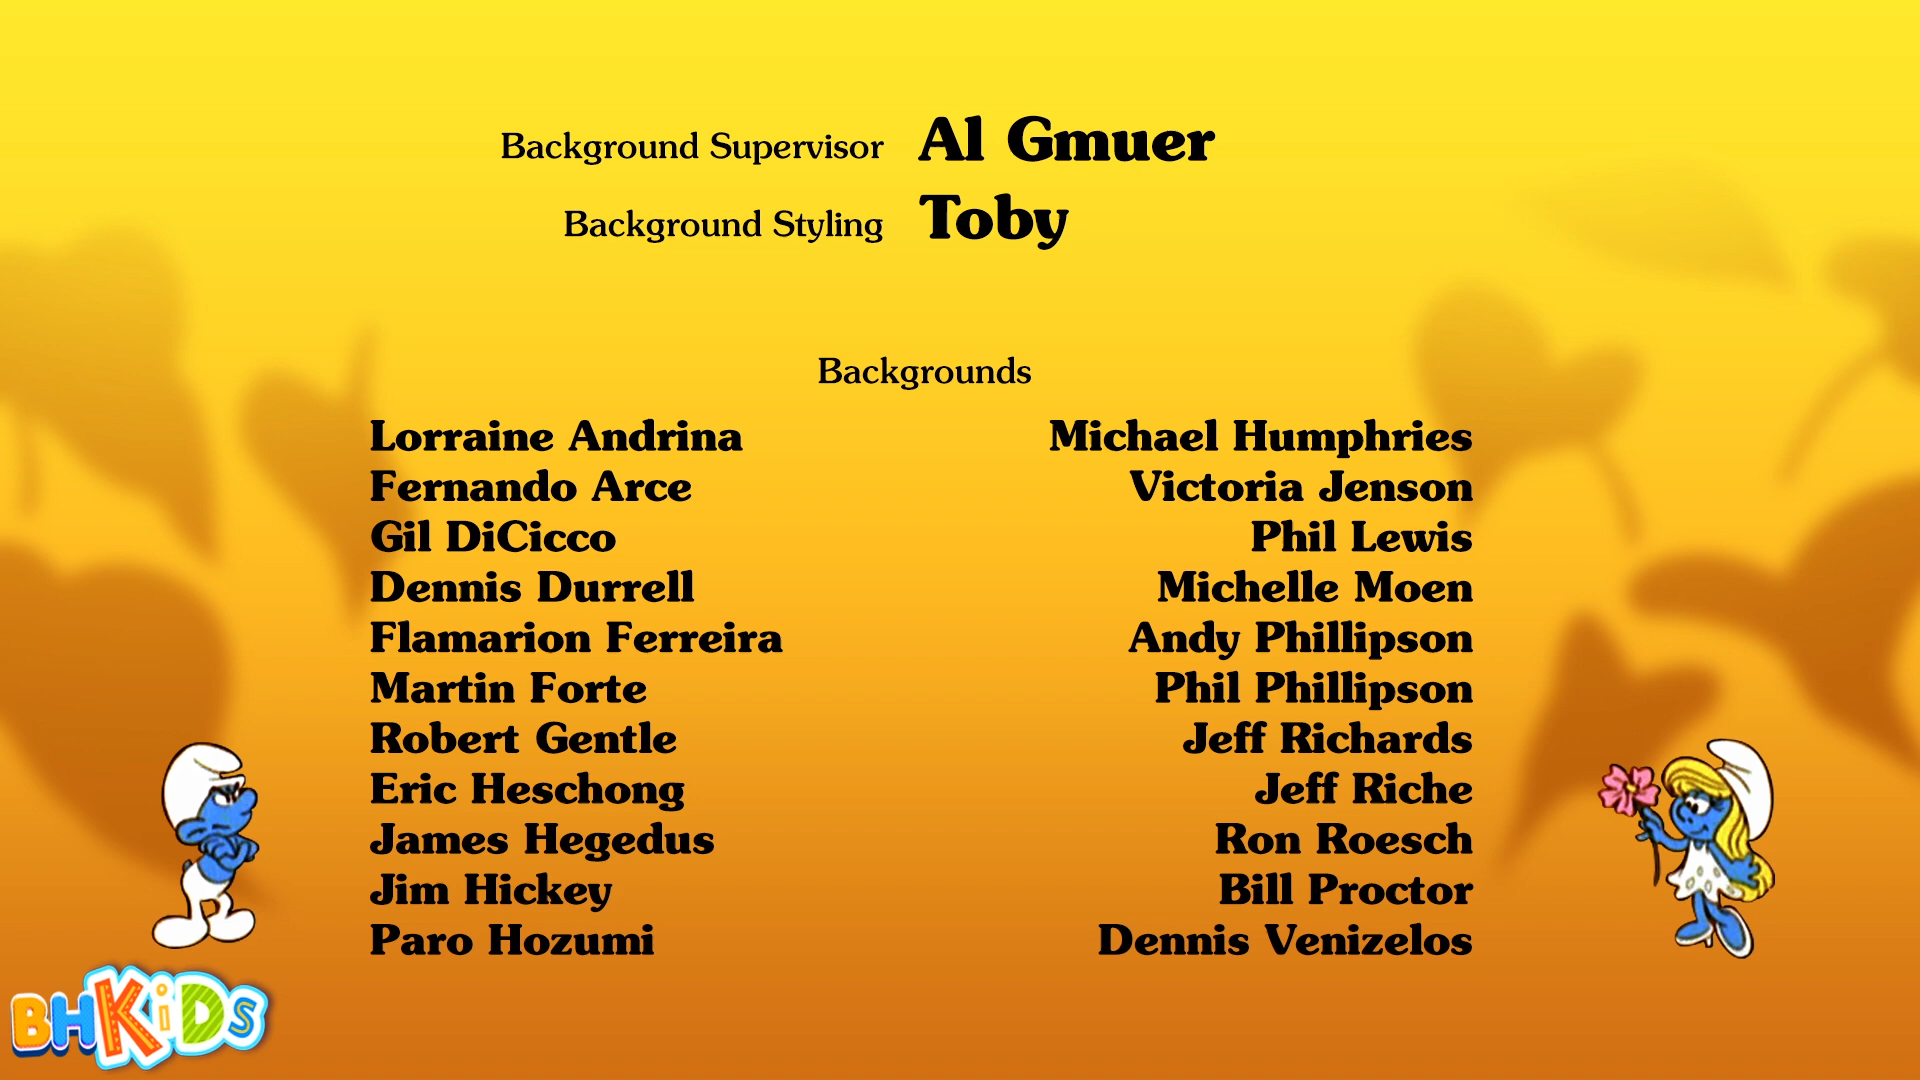 Background Supervisor Al Gmuer
Background Styling Toby
Backgrounds
Lorraine Andrina Michael Humphries
Fernando Arce Victoria Jenson
Gil DiCicco Phil Lewis
Dennis Durrell Michelle Moen
Flamarion Ferreira Andy Phillipson
Martin Forte Phil Phillipson
Robert Gentle Jeff Richards
Eric Heschong Jeff Riche
James Hegedus Ron Roesch
Jim Hickey Bill Proctor
Paro Hozumi Dennis Venizelos
BHKiDS